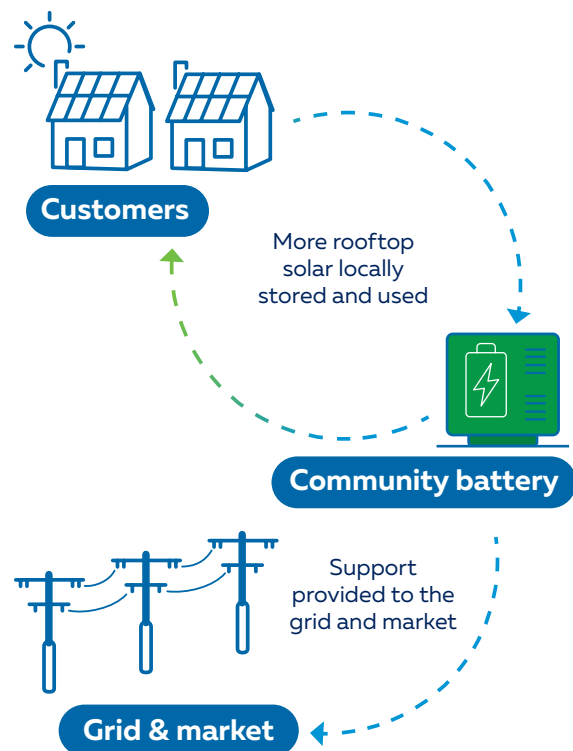 Customers
More rooftop
solar locally
stored and used
Community battery
Support
provided to the
grid and market
Grid & market